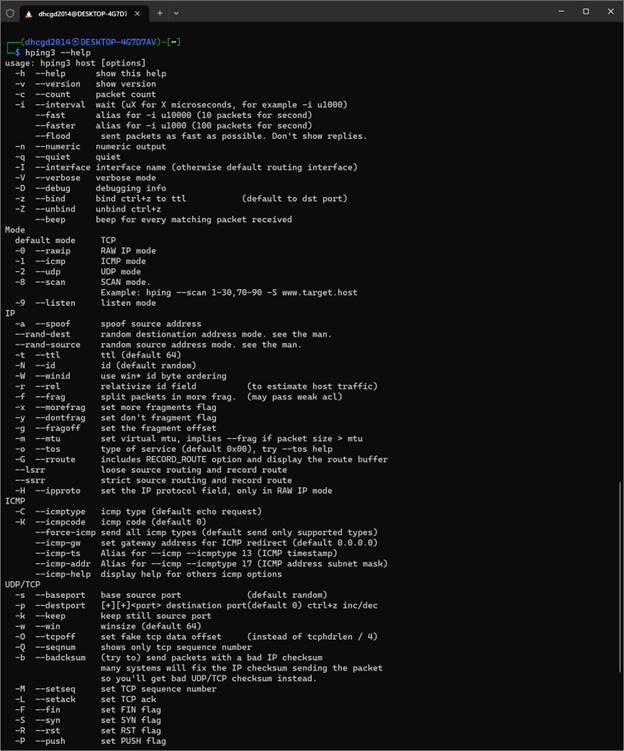 dhcgd2014@DESKTOP-4G7D7
(dhcgd2014㉿DESKTOP-4G7D7AV)-[~]
$ hping3 --help
usage: hping3 host [options]
-h --help show this help
-v --version show version
-c --count packet count
-i --interval wait (uX for X microseconds, for example -i u1000)
--fast alias for -i u10000 (10 packets for second)
--faster alias for -i u1000 (100 packets for second)
--flood sent packets as fast as possible. Don't show replies.
-n --numeric numeric output
-q --quiet quiet
-I --interface interface name (otherwise default routing interface)
-V --verbose verbose mode
-D --debug debugging info
-z --bind bind ctrl+z to ttl (default to dst port)
-Z --unbind unbind ctrl+z
--beep beep for every matching packet received
Mode
default mode TCP
-0 --rawip RAW IP mode
-1 --icmp ICMP mode
-2 --udp UDP mode
-8 --scan SCAN mode.
Example: hping --scan 1-30,70-90 -S www.target.host
-9 --listen listen mode
IP
-a --spoof spoof source address
--rand-dest random destionation address mode. see the man.
--rand-source random source address mode. see the man.
-t --ttl ttl (default 64)
-N --id id (default random)
-W --winid use win* id byte ordering
-r --rel relativize id field (to estimate host traffic)
-f --frag split packets in more frag. (may pass weak acl)
-x --morefrag set more fragments flag
-y --dontfrag set don't fragment flag
-g --fragoff set the fragment offset
-m --mtu set virtual mtu, implies --frag if packet size > mtu
-o --tos type of service (default 0x00), try --tos help
-G --rroute includes RECORD_ROUTE option and display the route buffer
--lsrr loose source routing and record route
--ssrr strict source routing and record route
-H --ipproto set the IP protocol field, only in RAW IP mode
ICMP
-C --icmptype icmp type (default echo request)
-K --icmpcode icmp code (default 0)
--force-icmp send all icmp types (default send only supported types)
--icmp-gw set gateway address for ICMP redirect (default 0.0.0.0)
--icmp-ts Alias for --icmp --icmptype 13 (ICMP timestamp)
--icmp-addr Alias for --icmp --icmptype 17 (ICMP address subnet mask)
--icmp-help display help for others icmp options
UDP/TCP
-s --baseport base source port (default random)
-p --destport [+][+]<port> destination port(default 0) ctrl+z inc/dec
-k --keep keep still source port
-w --win winsize (default 64)
-O --tcpoff set fake tcp data offset (instead of tcphdrlen / 4)
-Q --seqnum shows only tcp sequence number
-b --badcksum (try to) send packets with a bad IP checksum
many systems will fix the IP checksum sending the packet
so you'll get bad UDP/TCP checksum instead.
-M --setseq set TCP sequence number
-L --setack set TCP ack
-F --fin set FIN flag
-S --syn set SYN flag
-R --rst set RST flag
-P --push set PUSH flag